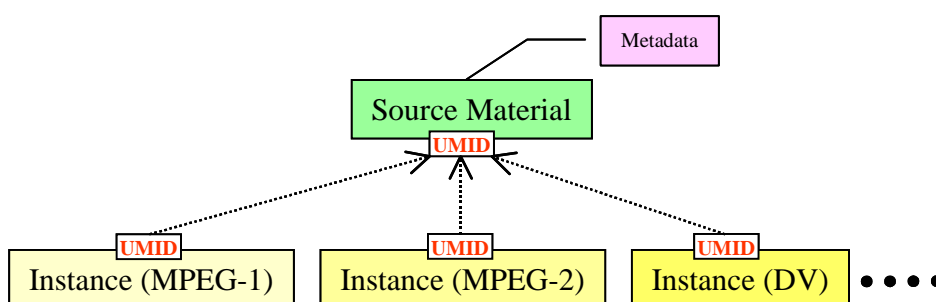 Metadata
Source Material
UMID
UMID
UMID
UMID
Instance (MPEG-1)
Instance (MPEG-2)
Instance (DV)